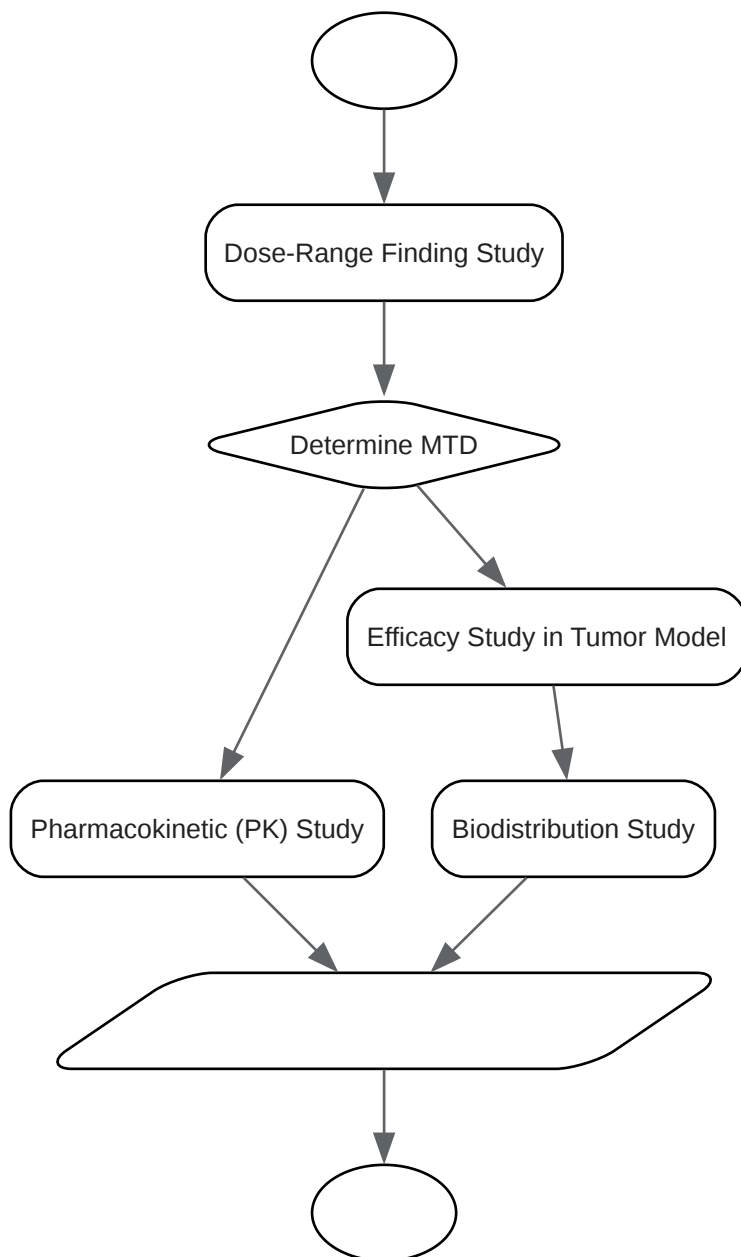 Dose-Range Finding Study
Determine MTD
Efficacy Study in Tumor Model
Pharmacokinetic (PK) Study
Biodistribution Study